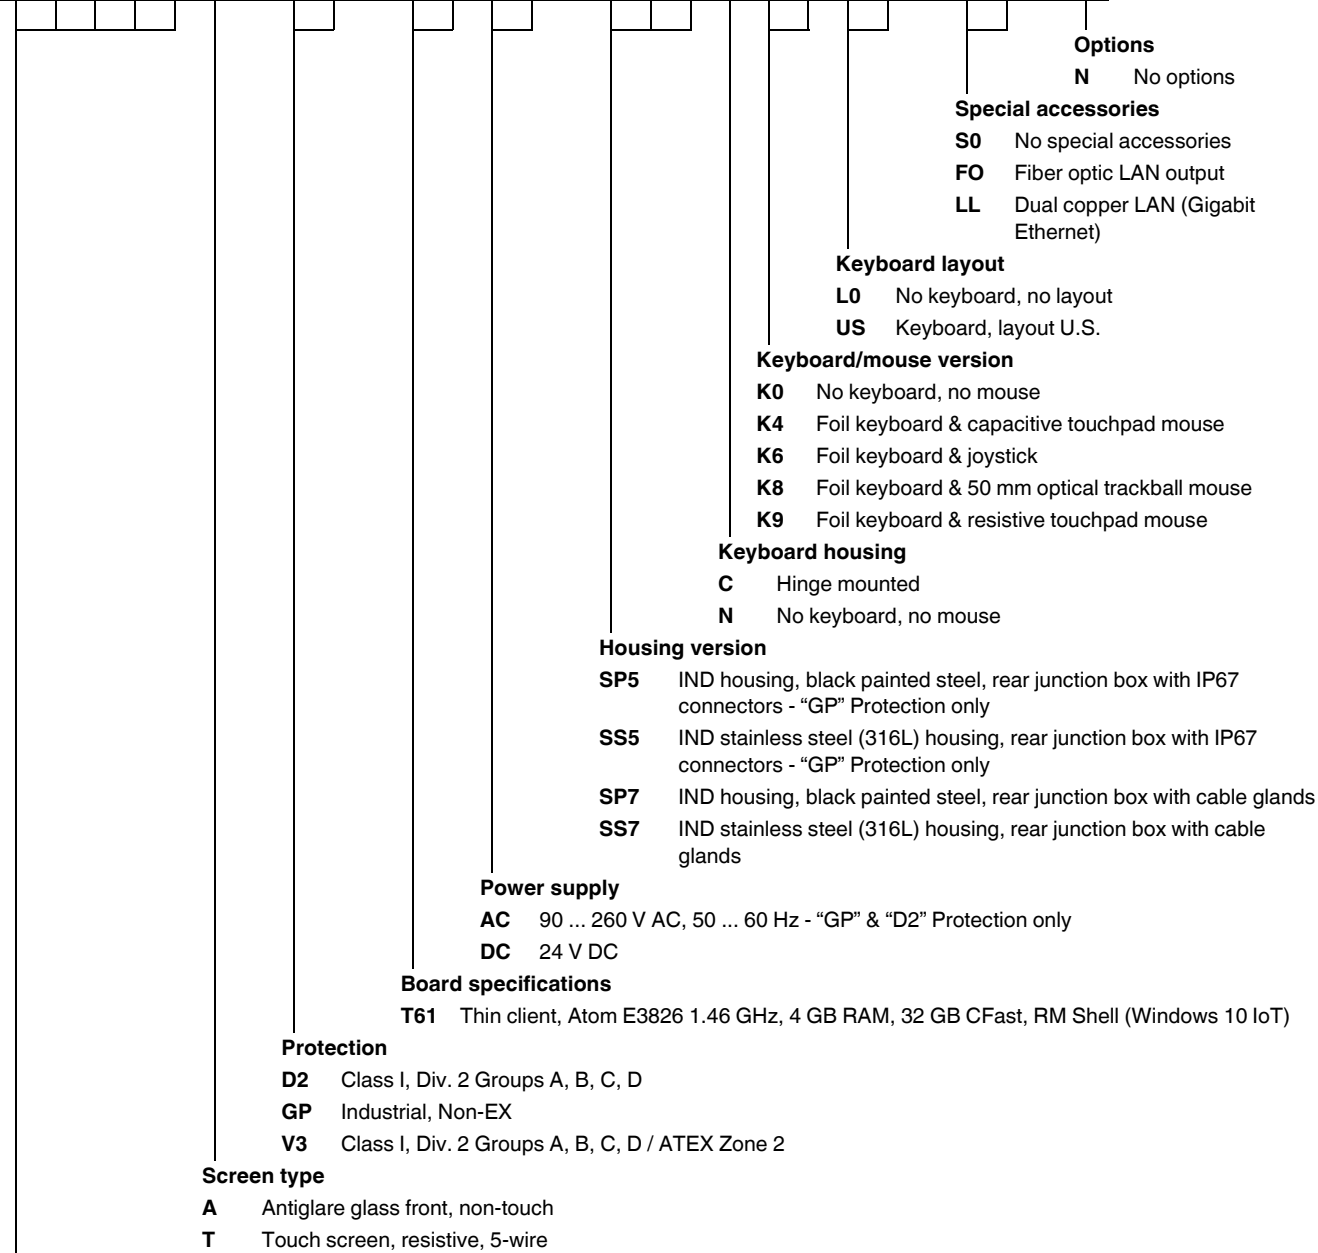 Options
N No options
Special accessories
S0 No special accessories
FO Fiber optic LAN output
LL Dual copper LAN (Gigabit
Ethernet)
Keyboard layout
L0 No keyboard, no layout
US Keyboard, layout U.S.
Keyboard/mouse version
K0 No keyboard, no mouse
K4 Foil keyboard & capacitive touchpad mouse
K6 Foil keyboard & joystick
K8 Foil keyboard & 50 mm optical trackball mouse
K9 Foil keyboard & resistive touchpad mouse
Keyboard housing
C Hinge mounted
N No keyboard, no mouse
Housing version
SP5 IND housing, black painted steel, rear junction box with IP67
connectors - “GP” Protection only
SS5 IND stainless steel (316L) housing, rear junction box with IP67
connectors - “GP” Protection only
SP7 IND housing, black painted steel, rear junction box with cable glands
SS7 IND stainless steel (316L) housing, rear junction box with cable
glands
Power supply
AC 90 ... 260 V AC, 50 ... 60 Hz - “GP” & “D2” Protection only
DC 24 V DC
Board specifications
T61 Thin client, Atom E3826 1.46 GHz, 4 GB RAM, 32 GB CFast, RM Shell (Windows 10 IoT)
Protection
D2 Class I, Div. 2 Groups A, B, C, D
GP Industrial, Non-EX
V3 Class I, Div. 2 Groups A, B, C, D / ATEX Zone 2
Screen type
A Antiglare glass front, non-touch
T Touch screen, resistive, 5-wire